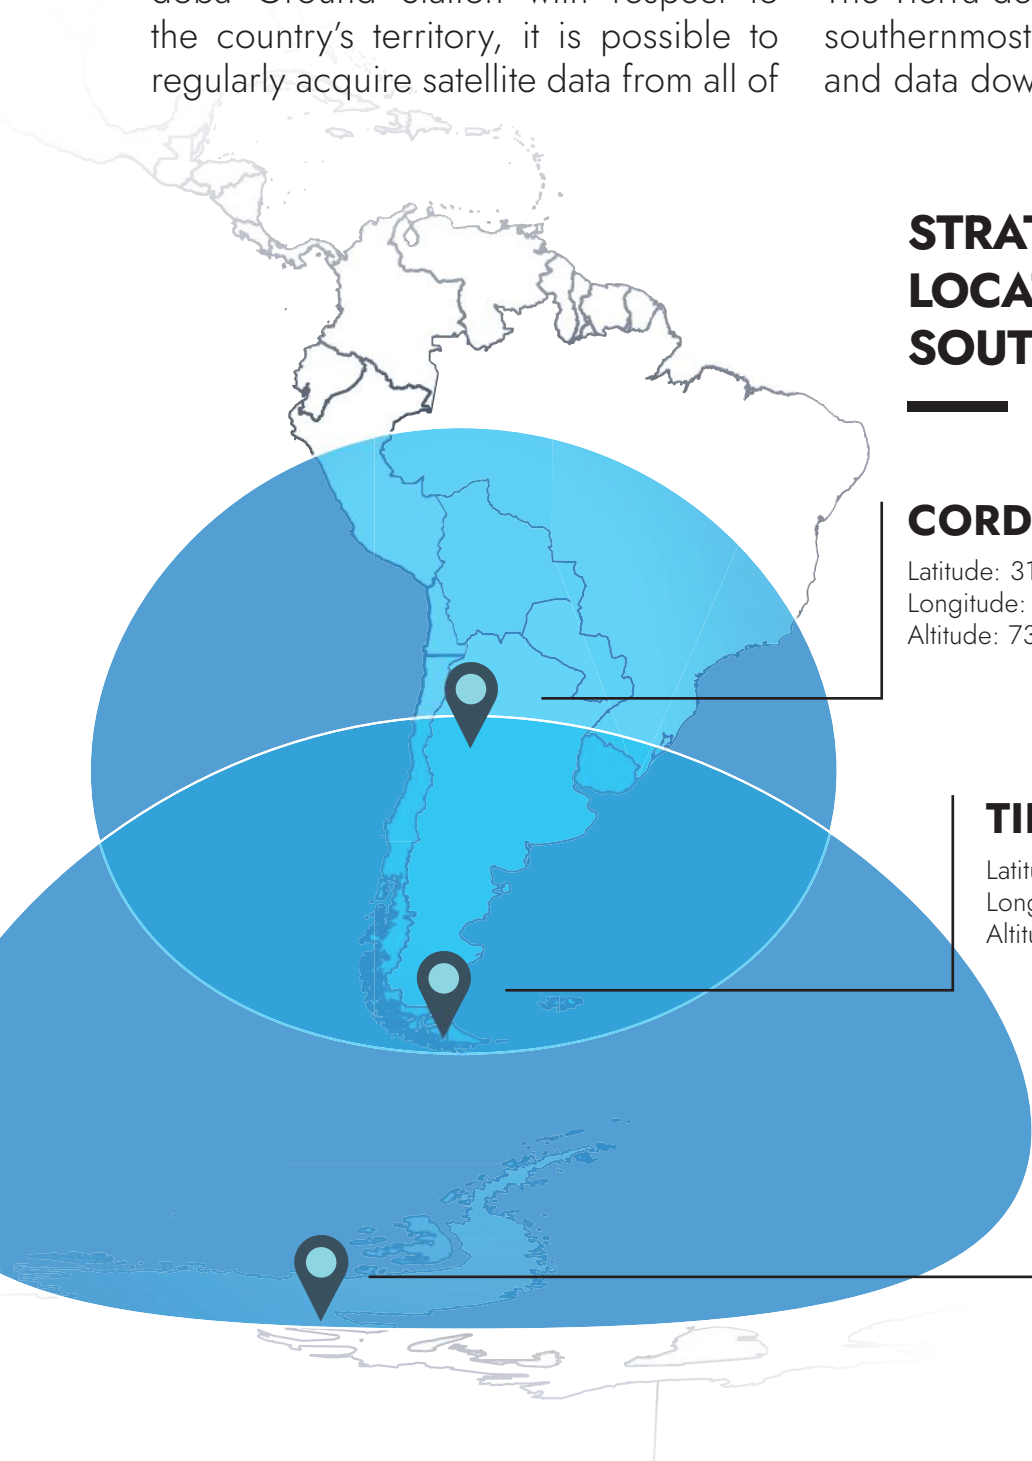 the country's territory, it is possible to
regularly acquire satellite data from all of
southernmost
and data dow
STRAT
LOCA
SOUT
CORD
Latitude: 31
Longitude:
Altitude: 73
TI
Latit
Long
Altit